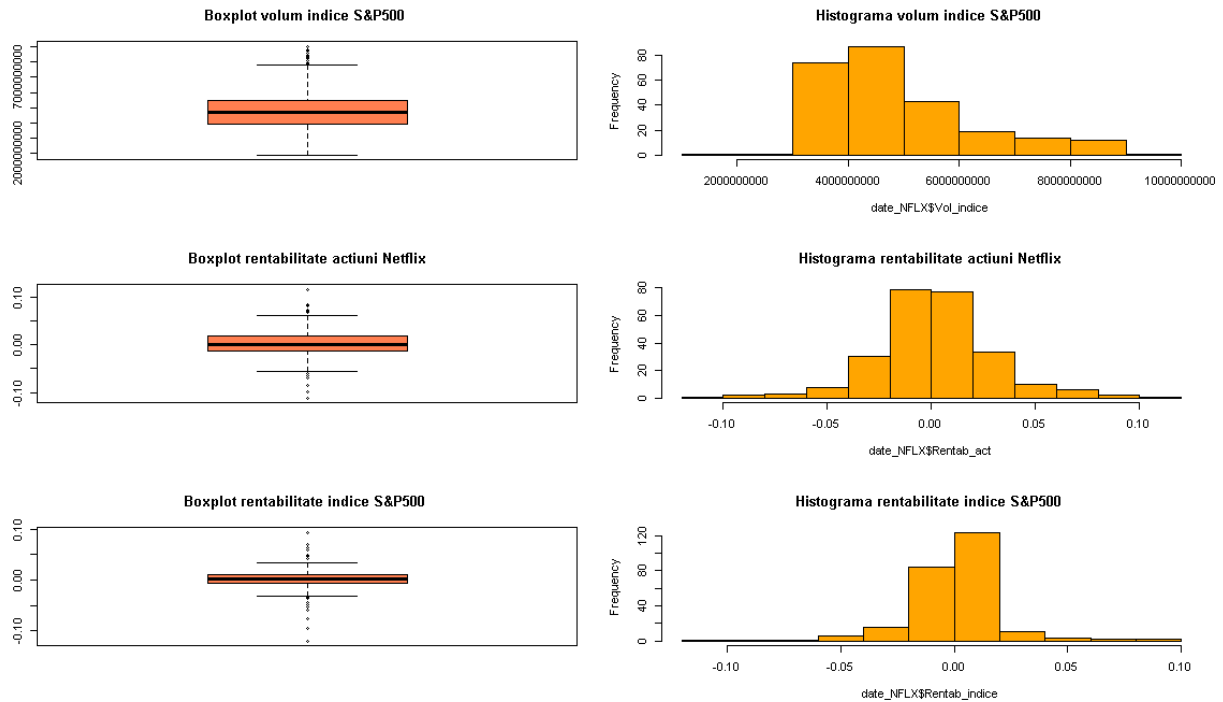 Boxplot volum indice S&P500
20000000000 70000000000
Histograma volum indice S&P500
Frequency
80
60
40
20
0
2000000000 4000000000 6000000000 8000000000 10000000000
date_NFLX$Vol_indice
Boxplot rentabilitate actiuni Netflix
0.10
0.00
-0.10
Histograma rentabilitate actiuni Netflix
Frequency
80
60
40
20
0
-0.10 -0.05 0.00 0.05 0.10
date_NFLX$Rentab_act
Boxplot rentabilitate indice S&P500
0.10
0.00
-0.10
Histograma rentabilitate indice S&P500
Frequency
120
80
40
0
-0.10 -0.05 0.00 0.05 0.10
date_NFLX$Rentab_indice